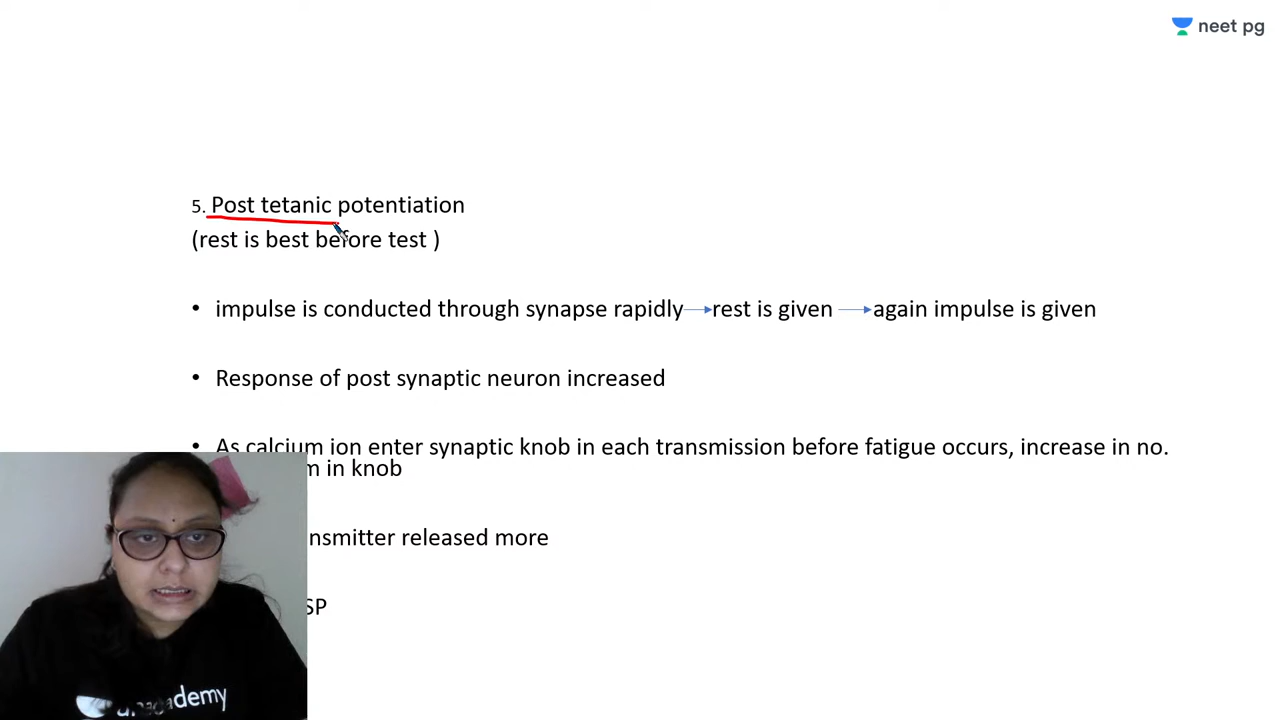 neet pg
5. Post tetanic potentiation
(rest is best before test )
• impulse is conducted through synapse rapidly → rest is given → again impulse is given
• Response of post synaptic neuron increased
• As calcium ion enter synaptic knob in each transmission before fatigue occurs, increase in no.
in knob
released more